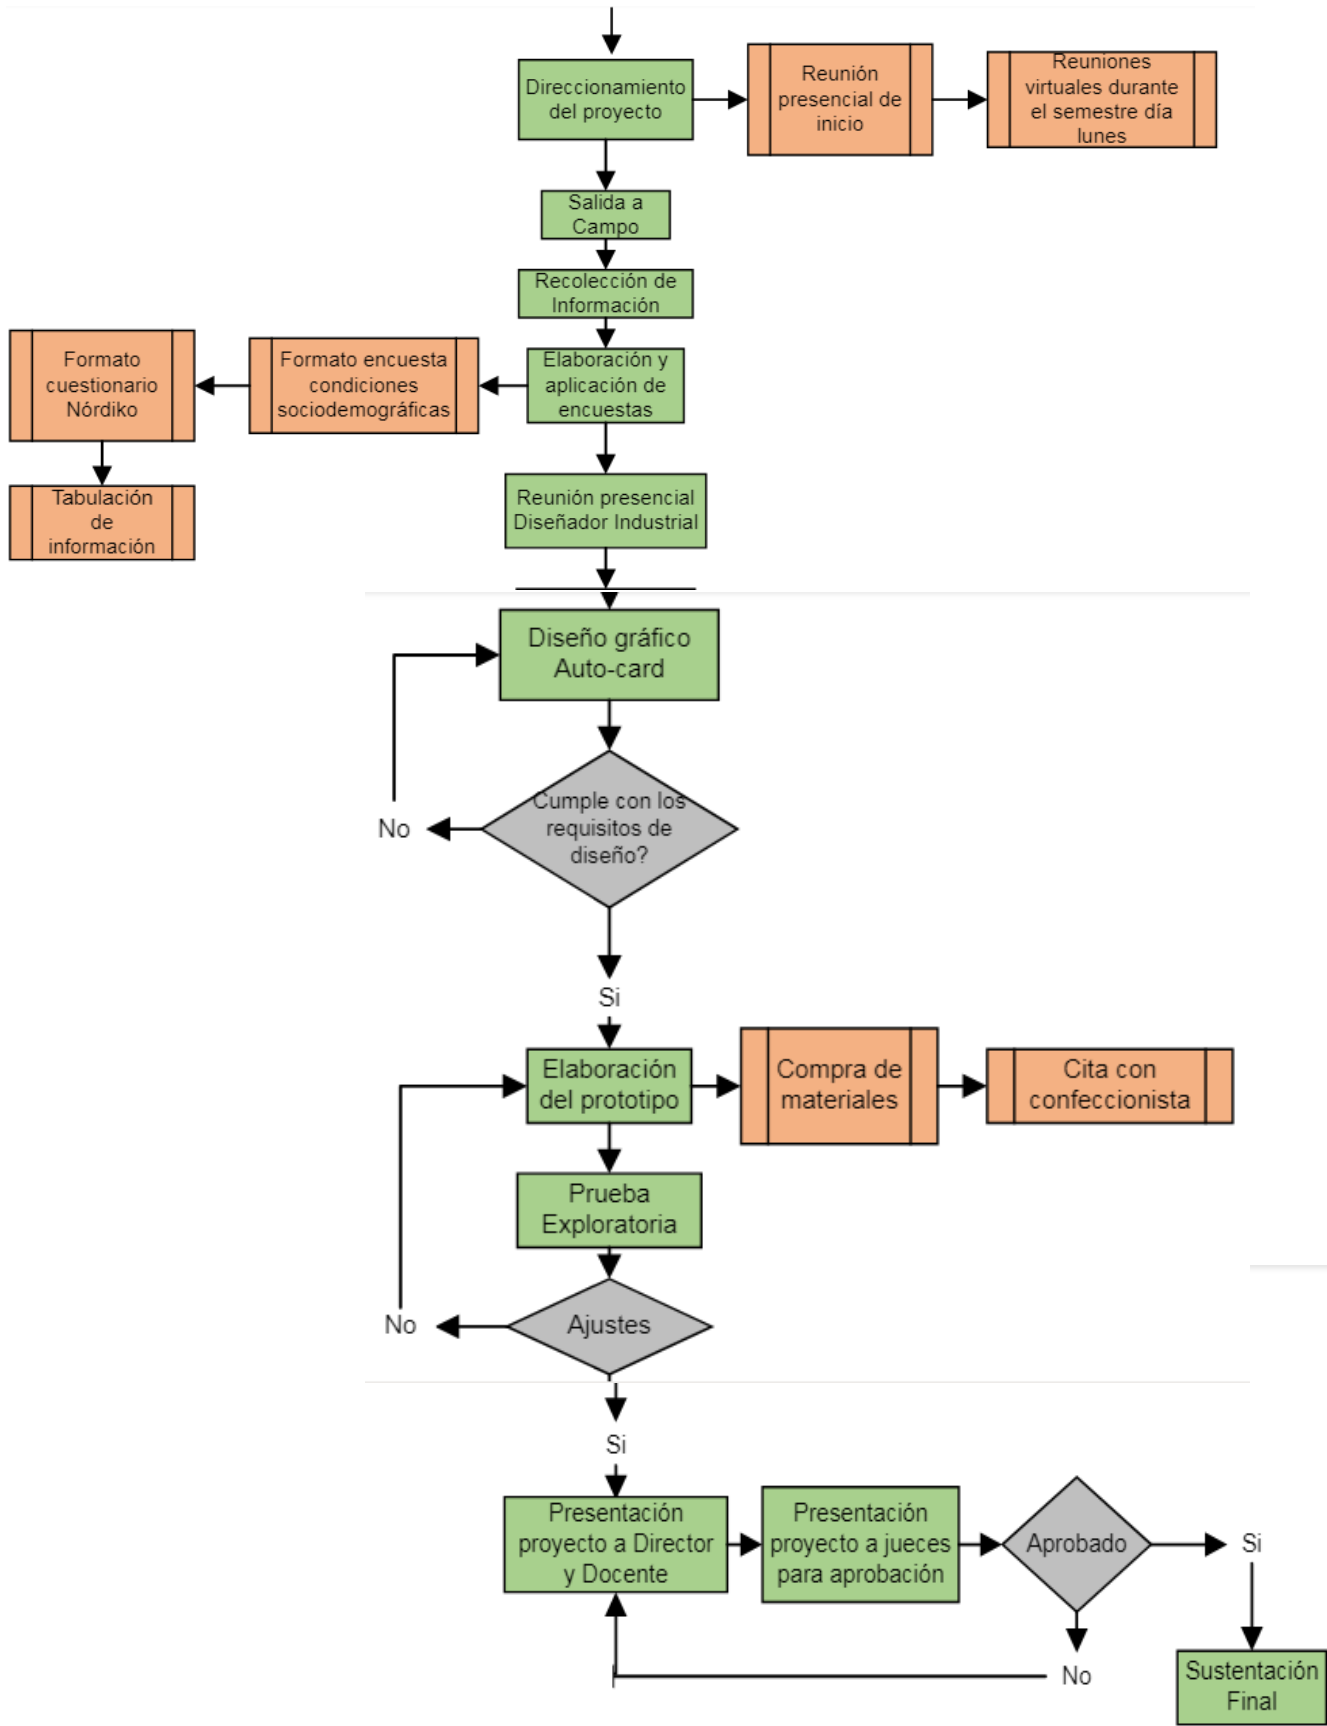 Direccionamiento
del proyecto
Reunión
presencial de
inicio
Reuniones
virtuales durante
el semestre día
lunes
Salida a
Campo
Recolección de
Información
Elaboración y
aplicación de
encuestas
Formato encuesta
condiciones
sociodemográficas
Formato
cuestionario
Nórdiko
Tabulación
de
información
Reunión presencial
Diseñador Industrial
Diseño gráfico
Auto-card
Cumple con los
requisitos de
diseño?
No
Si
Elaboración
del prototipo
Compra de
materiales
Cita con
confeccionista
Prueba
Exploratoria
Ajustes
No
Si
Presentación
proyecto a Director
y Docente
Presentación
proyecto a jueces
para aprobación
Aprobado
Si
No
Sustentación
Final